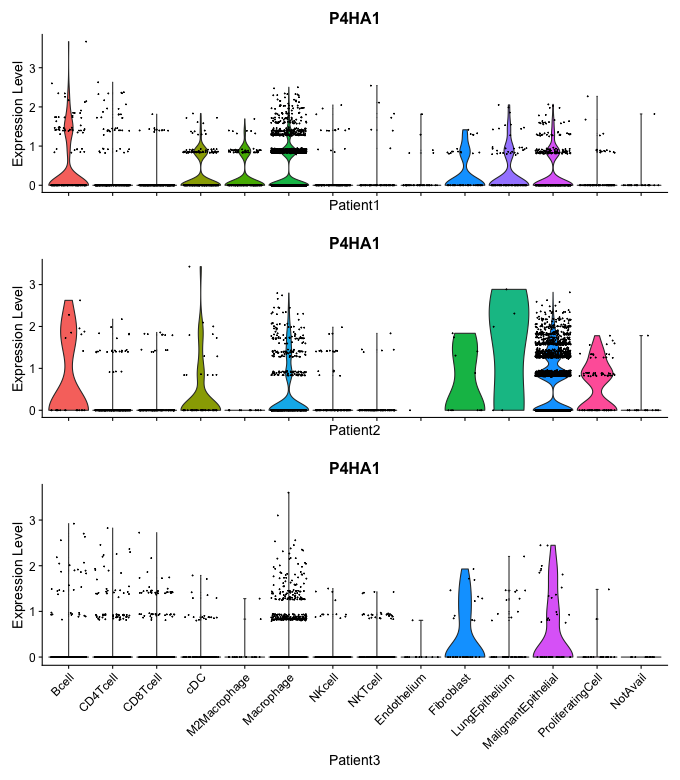 P4HA1
Expression Level
3
2
1
0
Patient1
P4HA1
Expression Level
3
2
1
0
Patient2
P4HA1
Expression Level
3
2
1
0
Bcell
CD4Tcell
CD8Tcell
cDC
M2Macrophage
Macrophage
NKcell
NKTcell
Endothelium
Fibroblast
LungEpithelium
MalignantEpithelial
ProliferatingCell
NotAvail
Patient3